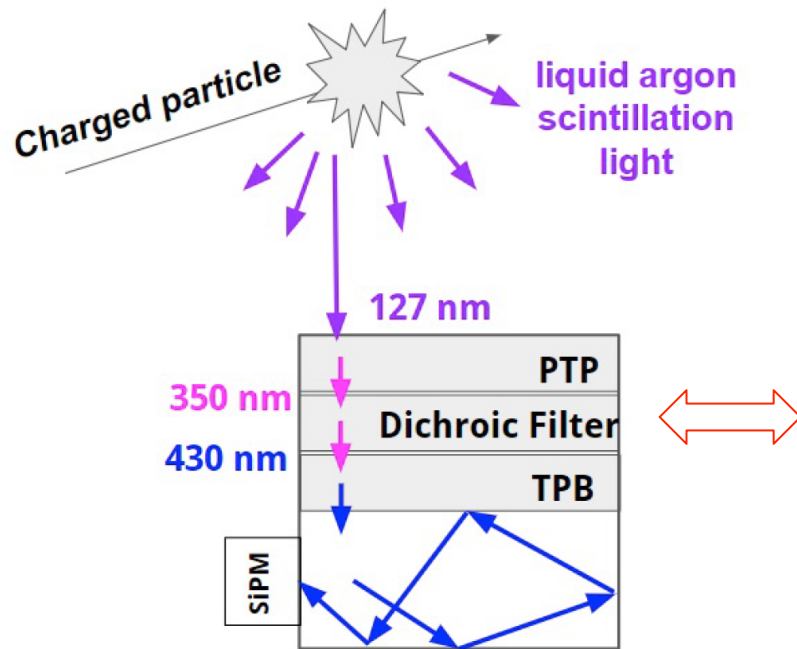 Charged particle
liquid argon
scintillation
light
127 nm
PTP
350 nm
Dichroic Filter
430 nm
TPB
SiPM